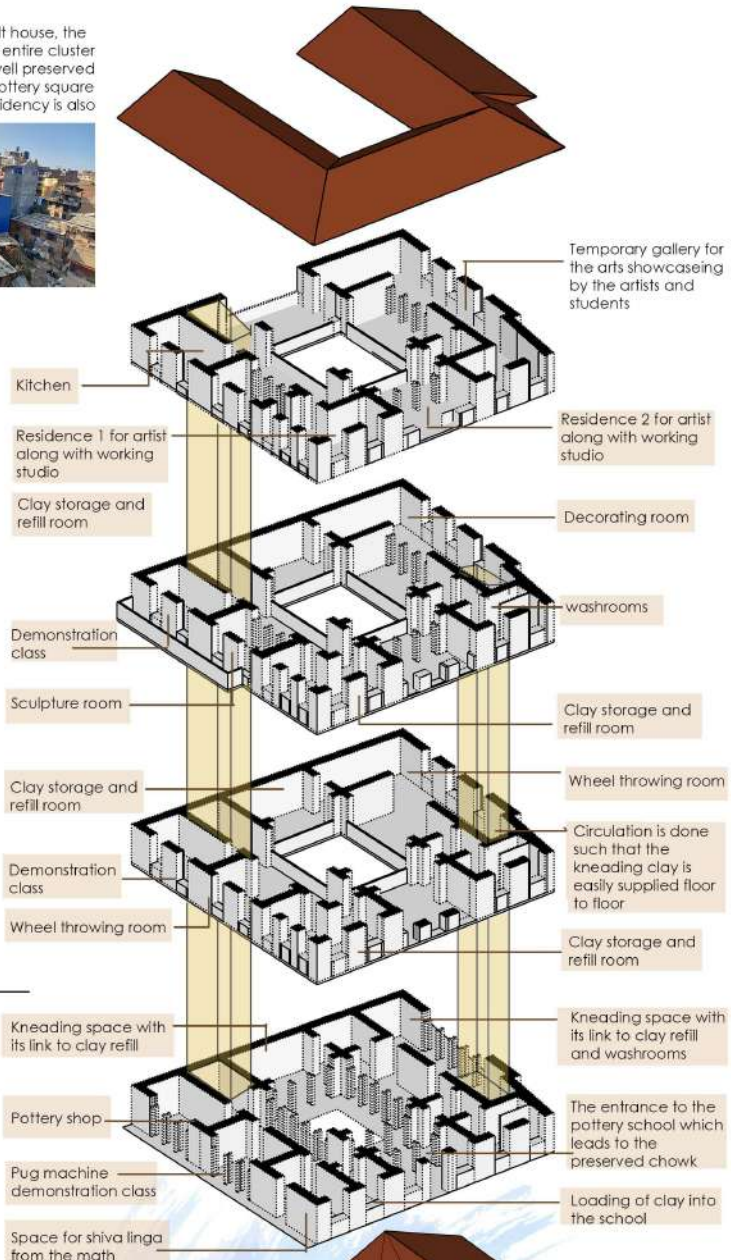 lt house, the
entire cluster
vell preserved
ottery square
idency is also
Temporary gallery for
the arts showcaseing
by the artists and
students
Kitchen
Residence 1 for artist
along with working
studio
Residence 2 for artist
along with working
studio
Clay storage and
refill room
Decorating room
washrooms
Demonstration
class
Sculpture room
Clay storage and
refill room
Clay storage and
refill room
Wheel throwing room
Circulation is done
such that the
kneading clay is
easily supplied floor
to floor
Demonstration
class
Wheel throwing room
Clay storage and
refill room
Kneading space with
its link to clay refill
Kneading space with
its link to clay refill
and washrooms
Pottery shop
The entrance to the
pottery school which
leads to the
preserved chowk
Pug machine
demonstration class
Loading of clay into
the school
Space for shiva linga
from the math